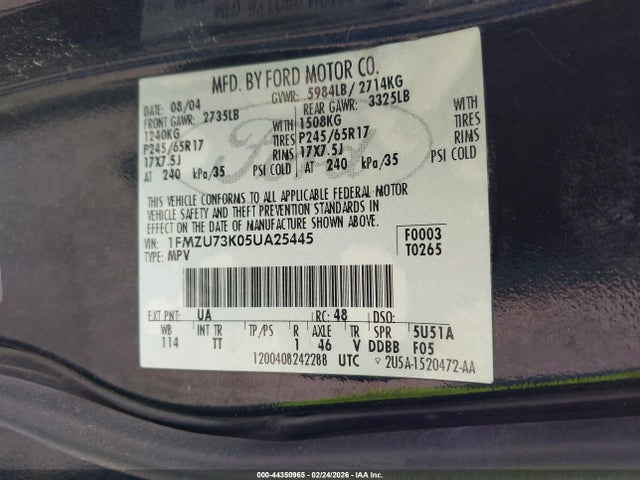 MFD. BY FORD MOTOR CO.
DATE: 08/04 GVWR: 5984LB/ 2714KG
FRONT GAWR: 2735LB REAR GAWR: 3325LB
1240KG WITH 1508KG WITH
P245/65R17 TIRES P245/65R17 TIRES
17X7.5J RIMS 17X7.5J RIMS
AT 240 kPa/35 PSI COLD AT 240 kPa/35 PSI COLD
THIS VEHICLE CONFORMS TO ALL APPLICABLE FEDERAL MOTOR
VEHICLE SAFETY AND THEFT PREVENTION STANDARDS IN
EFFECT ON THE DATE OF MANUFACTURE SHOWN ABOVE.
VIN: 1FMZU73K05UA25445 F0003
TYPE: MPV T0265
EXT PNT: UA RC: 48 DSO:
WB INT TR TP/PS R AXLE TR SPR 5U51A
114 TT 1 46 V DDBB F05
1200408242288 UTC ▽ 2U5A-1520472-AA
000-44350965 - 02/24/2026 - IAA Inc.